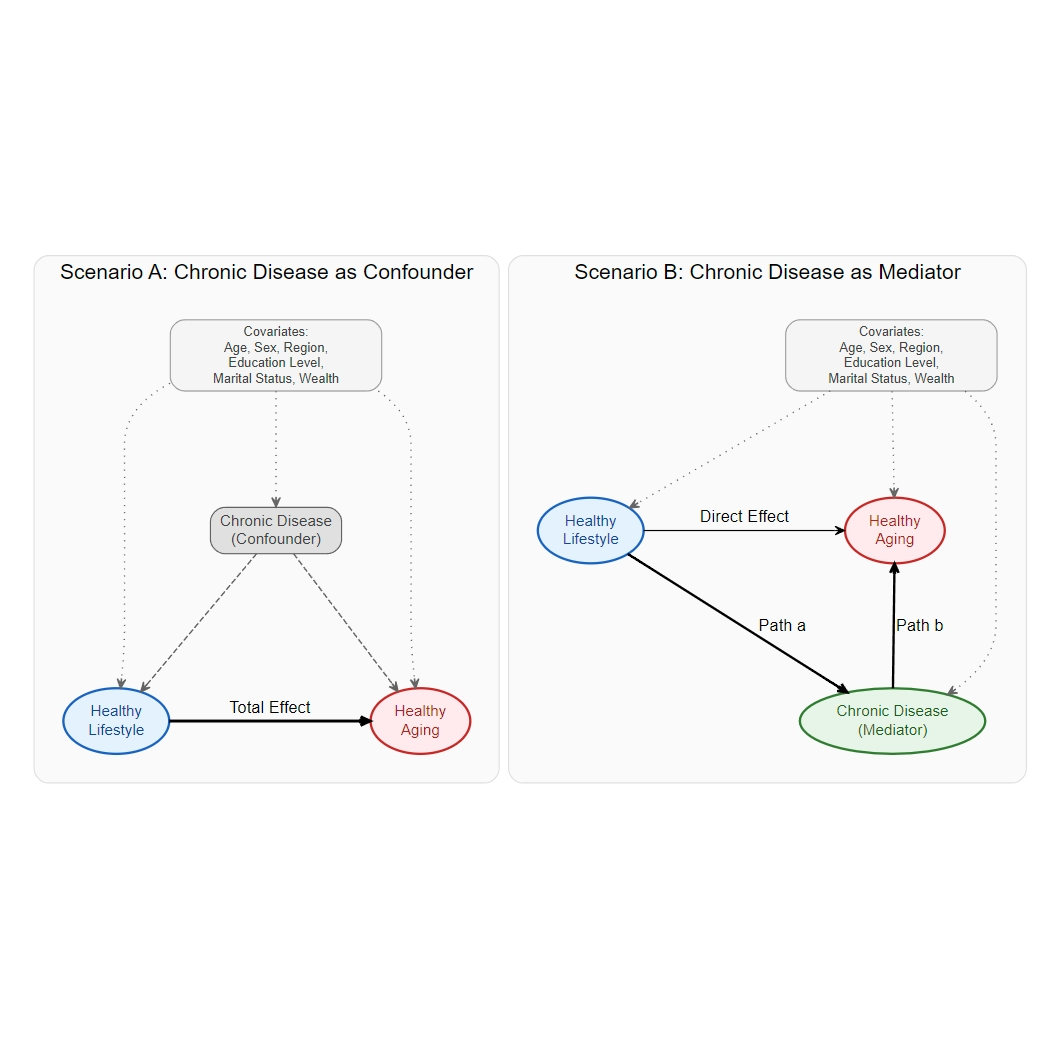 Scenario A: Chronic Disease as Confounder
Covariates:
Age, Sex, Region,
Education Level,
Marital Status, Wealth
Chronic Disease
(Confounder)
Healthy
Lifestyle
Total Effect
Healthy
Aging
Scenario B: Chronic Disease as Mediator
Covariates:
Age, Sex, Region,
Education Level,
Marital Status, Wealth
Healthy
Lifestyle
Direct Effect
Healthy
Aging
Path a
Path b
Chronic Disease
(Mediator)